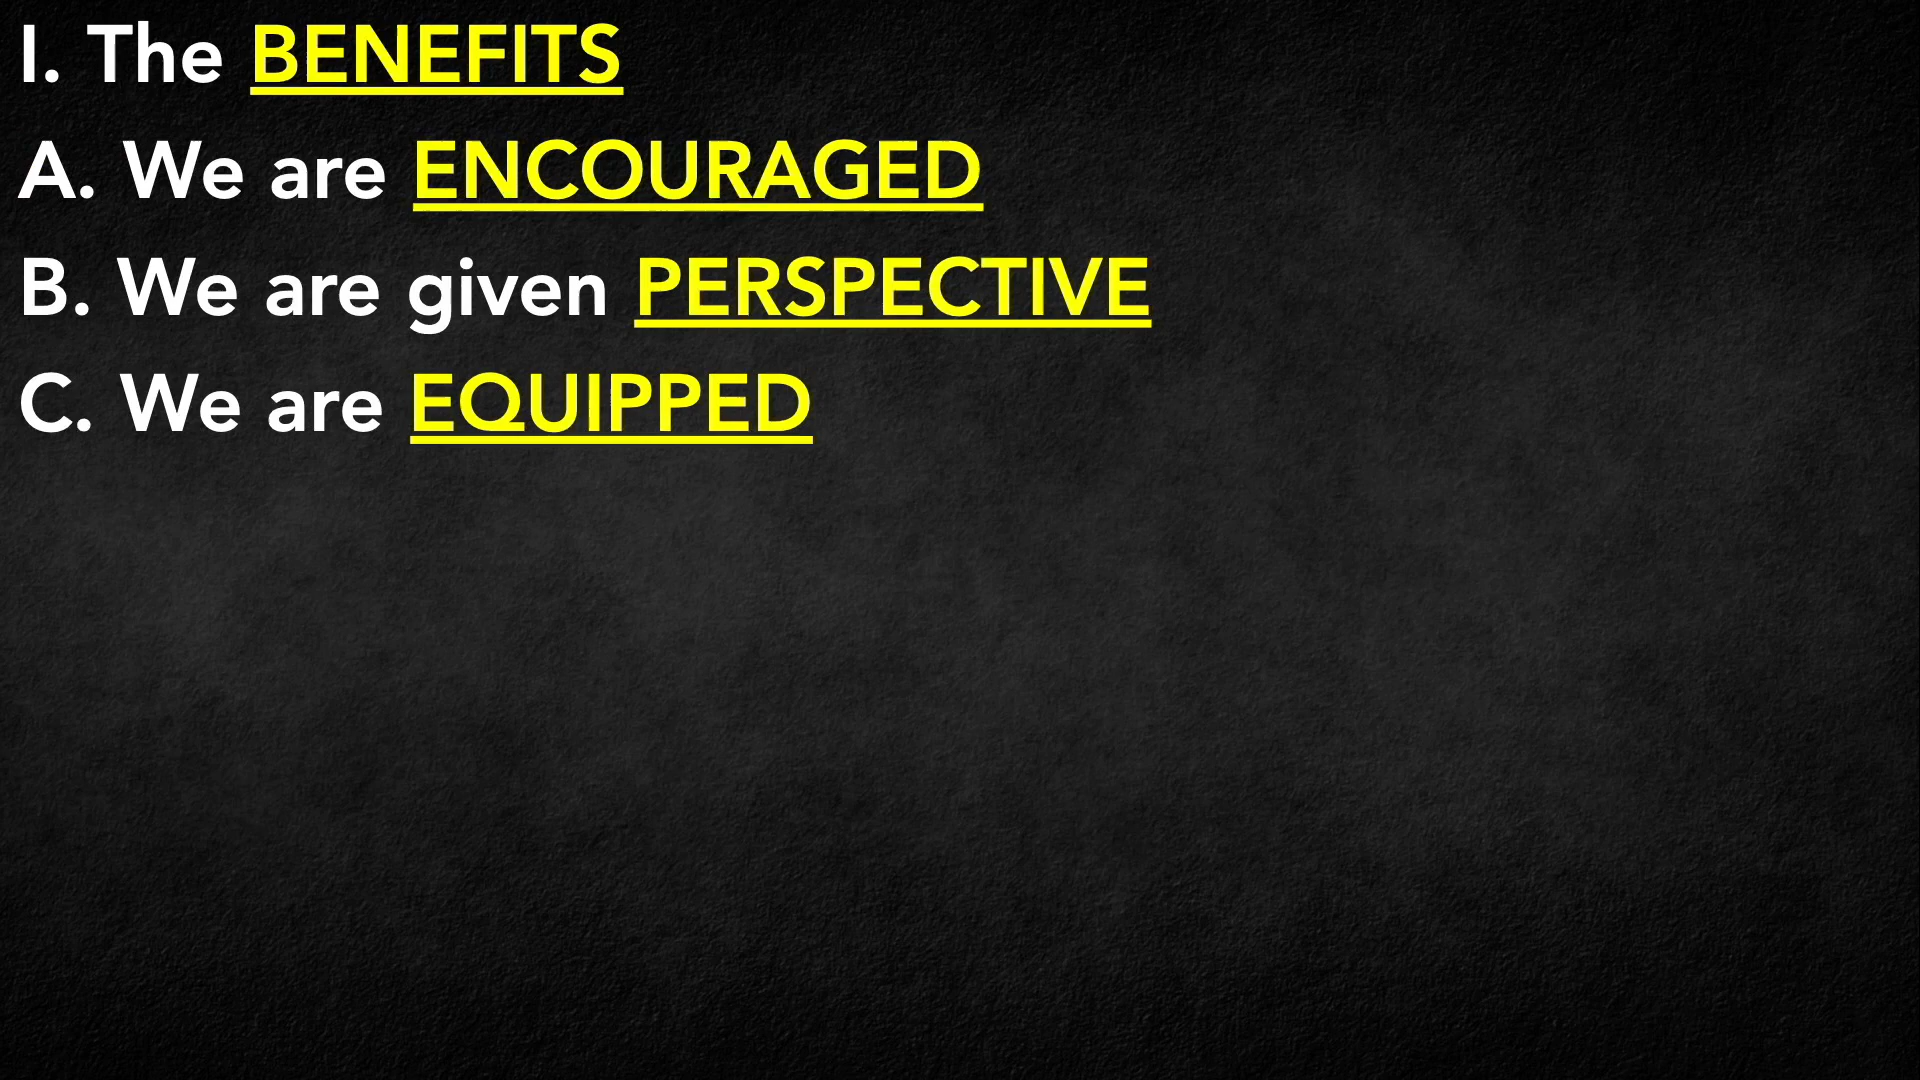 I. The BENEFITS
A. We are ENCOURAGED
B. We are given PERSPECTIVE
C. We are EQUIPPED